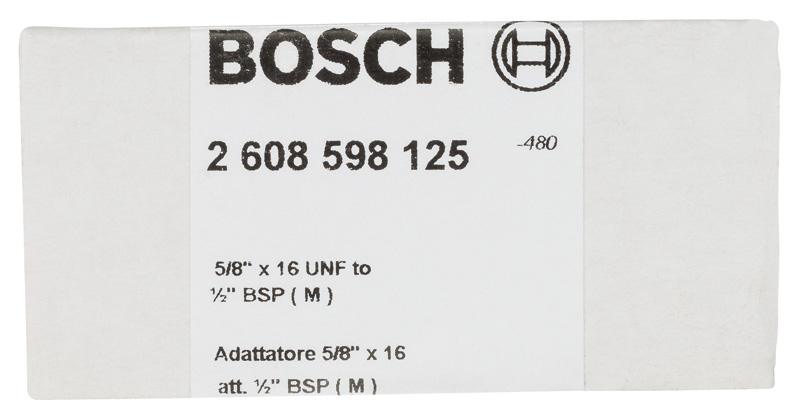 BOSCH
2 608 598 125 -480
5/8" x 16 UNF to
½" BSP ( M )
Adattatore 5/8" x 16
att. ½" BSP ( M )